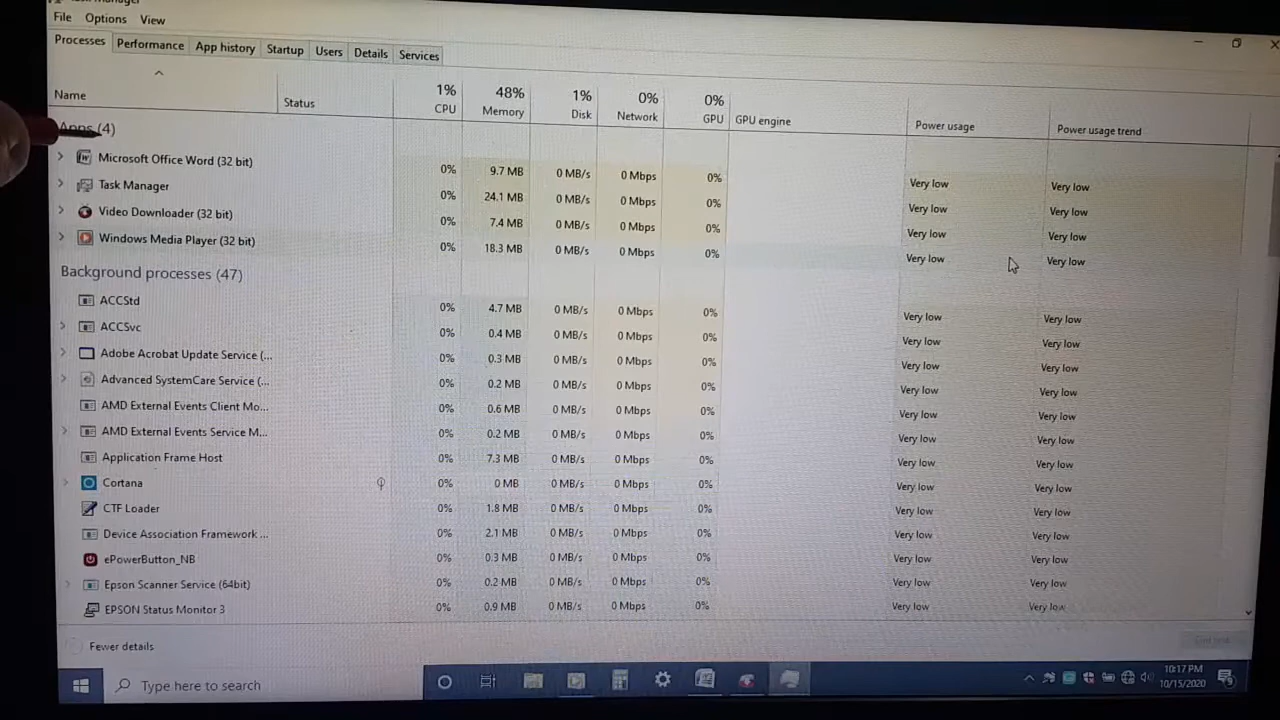 Task Manager
File Options View
Processes Performance App history Startup Users Details Services
1% 48% 1% 0% 0%
Name Status CPU Memory Disk Network GPU GPU engine Power usage Power usage trend
Apps (4)
Microsoft Office Word (32 bit) 0% 9.7 MB 0 MB/s 0 Mbps 0% Very low Very low
Task Manager 0% 24.1 MB 0 MB/s 0 Mbps 0% Very low Very low
Video Downloader (32 bit) 0% 7.4 MB 0 MB/s 0 Mbps 0% Very low Very low
Windows Media Player (32 bit) 0% 18.3 MB 0 MB/s 0 Mbps 0% Very low Very low
Background processes (47)
ACCStd 0% 4.7 MB 0 MB/s 0 Mbps 0% Very low Very low
ACCSvc 0% 0.4 MB 0 MB/s 0 Mbps 0% Very low Very low
Adobe Acrobat Update Service (... 0% 0.3 MB 0 MB/s 0 Mbps 0% Very low Very low
Advanced SystemCare Service (... 0% 0.2 MB 0 MB/s 0 Mbps 0% Very low Very low
AMD External Events Client Mo... 0% 0.6 MB 0 MB/s 0 Mbps 0% Very low Very low
AMD External Events Service M... 0% 0.2 MB 0 MB/s 0 Mbps 0% Very low Very low
Application Frame Host 0% 7.3 MB 0 MB/s 0 Mbps 0% Very low Very low
Cortana 0% 0 MB 0 MB/s 0 Mbps 0% Very low Very low
CTF Loader 0% 1.8 MB 0 MB/s 0 Mbps 0% Very low Very low
Device Association Framework ... 0% 2.1 MB 0 MB/s 0 Mbps 0% Very low Very low
ePowerButton_NB 0% 0.3 MB 0 MB/s 0 Mbps 0% Very low Very low
Epson Scanner Service (64bit) 0% 0.2 MB 0 MB/s 0 Mbps 0% Very low Very low
EPSON Status Monitor 3 0% 0.9 MB 0 MB/s 0 Mbps 0% Very low Very low
Fewer details
Type here to search
10:17 PM
10/15/2020